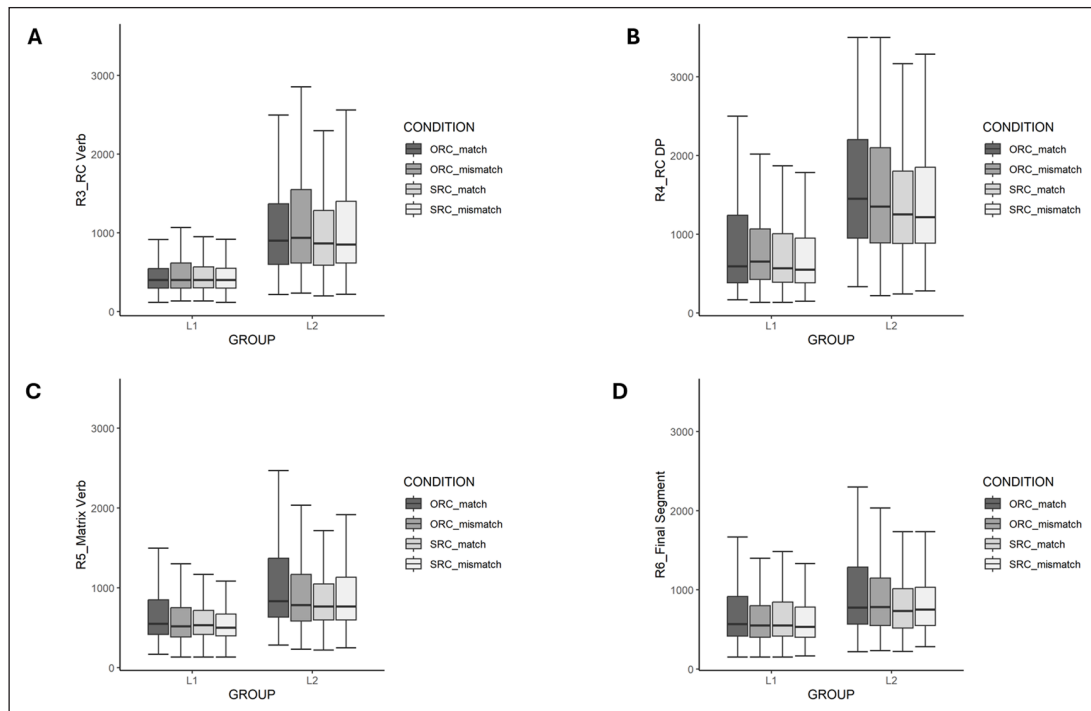 A
R3_RC Verb
3000
2000
1000
0
L1
L2
GROUP
CONDITION
ORC_match
ORC_mismatch
SRC_match
SRC_mismatch
B
R4_RC DP
3000
2000
1000
0
L1
L2
GROUP
CONDITION
ORC_match
ORC_mismatch
SRC_match
SRC_mismatch
C
R5_Matrix Verb
3000
2000
1000
0
L1
L2
GROUP
CONDITION
ORC_match
ORC_mismatch
SRC_match
SRC_mismatch
D
R6_Final Segment
3000
2000
1000
0
L1
L2
GROUP
CONDITION
ORC_match
ORC_mismatch
SRC_match
SRC_mismatch